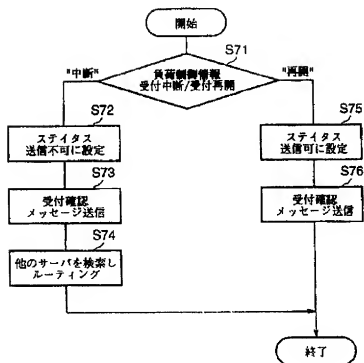 開始
S71
負荷制御情報
受付中断/受付再開
"中断"
"再開"
S72
ステイタス
送信不可に設定
S73
受付確認
メッセージ送信
S74
他のサーバを検索し
ルーティング
S75
ステイタス
送信可に設定
S76
受付確認
メッセージ送信
終了